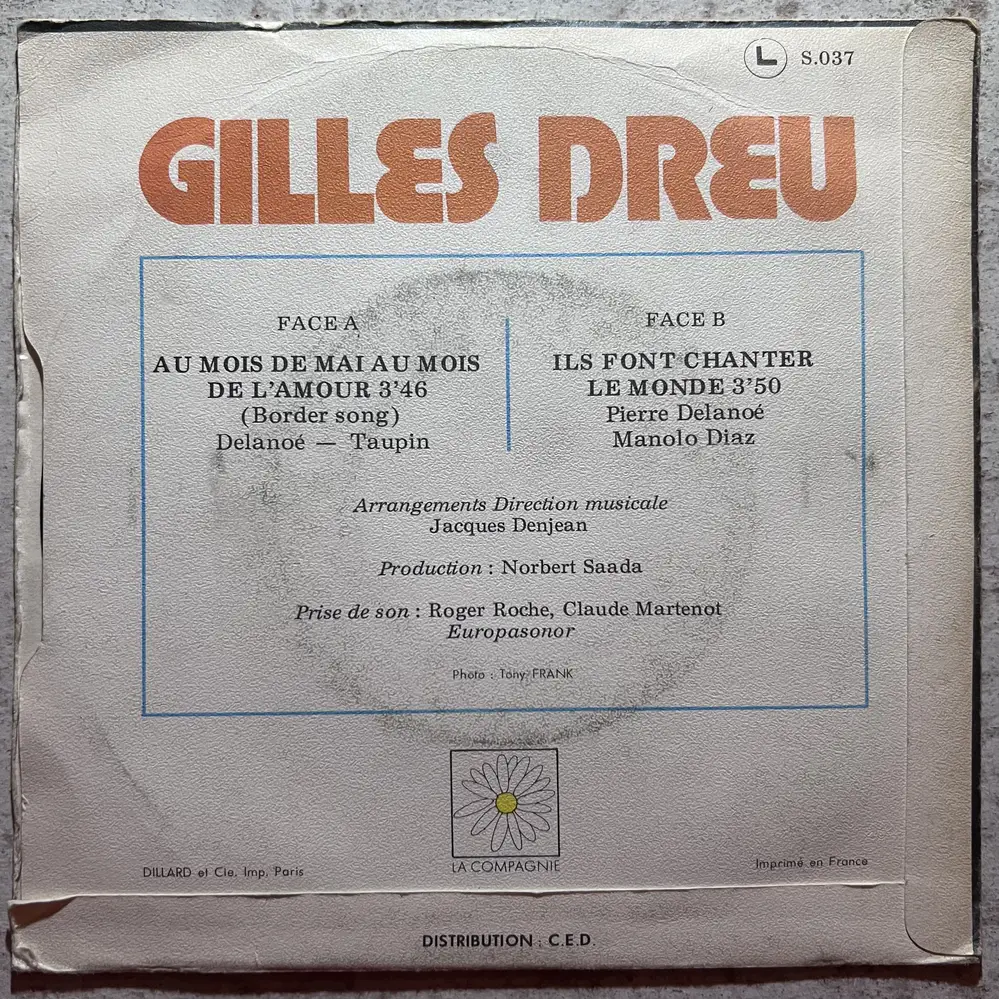 L S.037
GILLES DREU
FACE A
AU MOIS DE MAI AU MOIS
DE L'AMOUR 3'46
(Border song)
Delanoé — Taupin
FACE B
ILS FONT CHANTER
LE MONDE 3'50
Pierre Delanoé
Manolo Diaz
Arrangements Direction musicale
Jacques Denjean
Production : Norbert Saada
Prise de son : Roger Roche, Claude Martenot
Europasonor
Photo : Tony FRANK
LA COMPAGNIE
DILLARD et Cie. Imp. Paris
Imprimé en France
DISTRIBUTION : C.E.D.